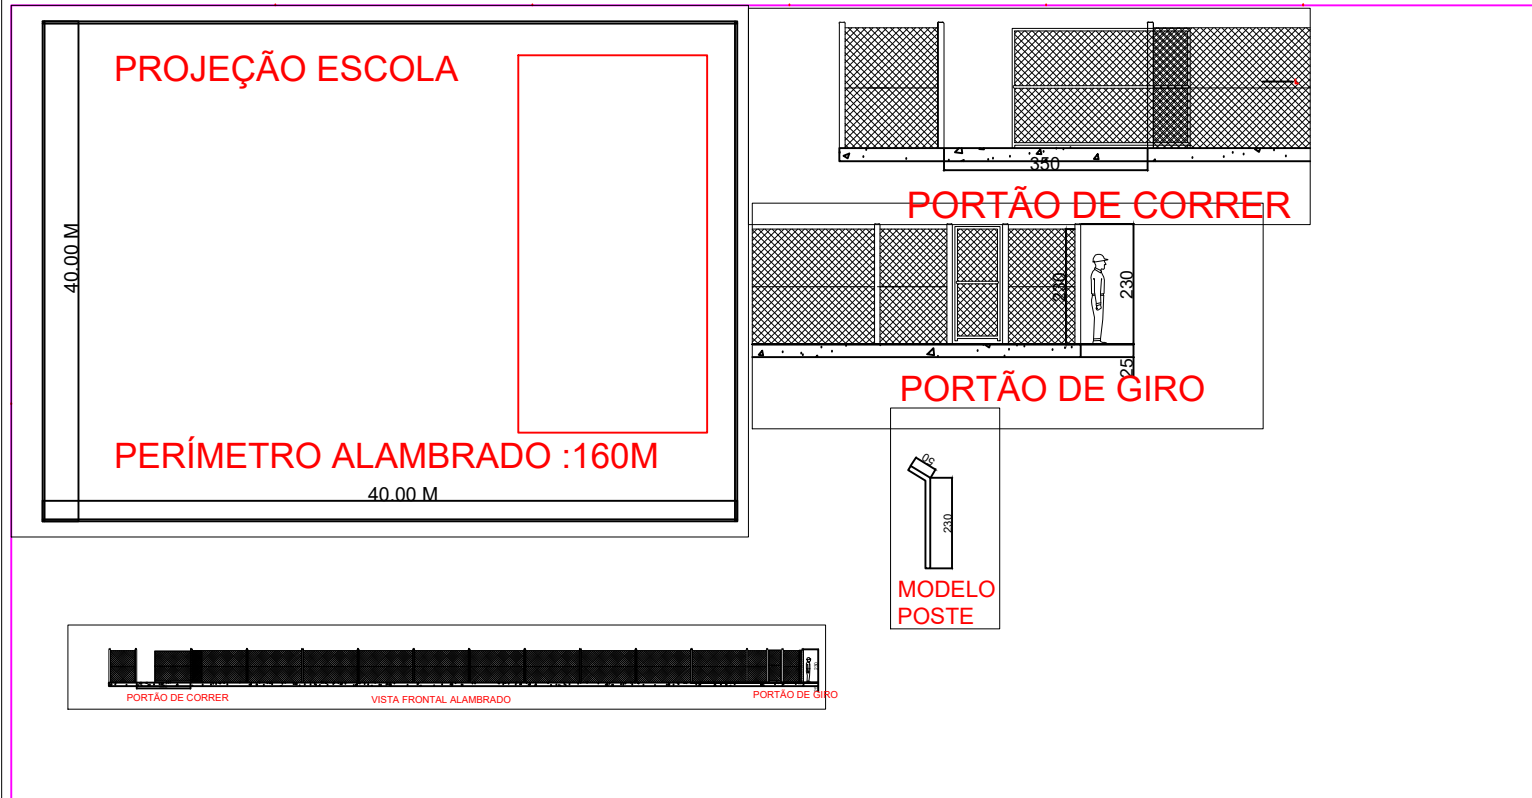 PROJEÇÃO ESCOLA
40.00 M
PERÍMETRO ALAMBRADO :160M
40.00 M
350
PORTÃO DE CORRER
230
230
25
PORTÃO DE GIRO
50
230
MODELO
POSTE
PORTÃO DE CORRER
VISTA FRONTAL ALAMBRADO
PORTÃO DE GIRO